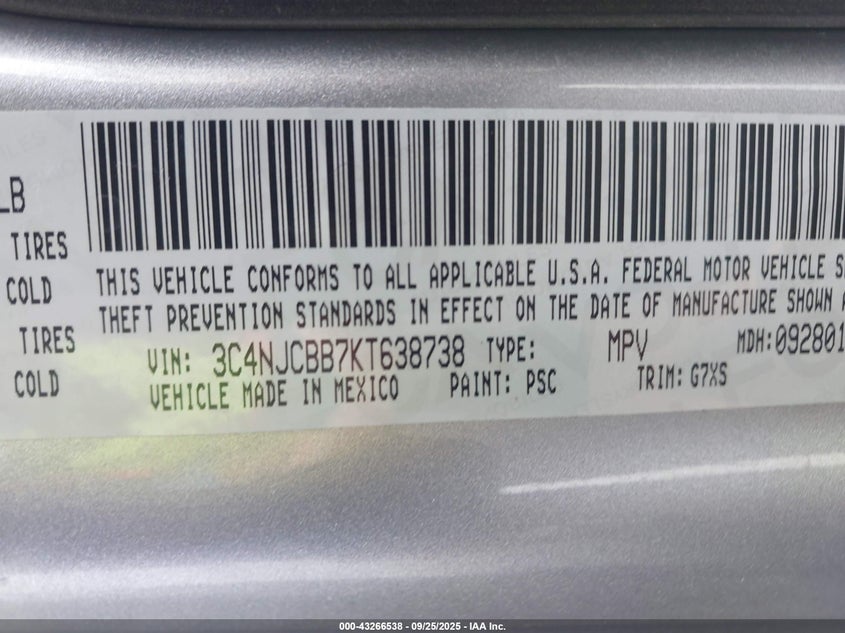 LB
TIRES
COLD
TIRES
COLD
THIS VEHICLE CONFORMS TO ALL APPLICABLE U.S.A. FEDERAL MOTOR VEHICLE S
THEFT PREVENTION STANDARDS IN EFFECT ON THE DATE OF MANUFACTURE SHOWN A
VIN: 3C4NJCBB7KT638738 TYPE: MPV MDH:092801
VEHICLE MADE IN MEXICO PAINT: PSC TRIM: G7XS
000-43266538 - 09/25/2025 - IAA Inc.